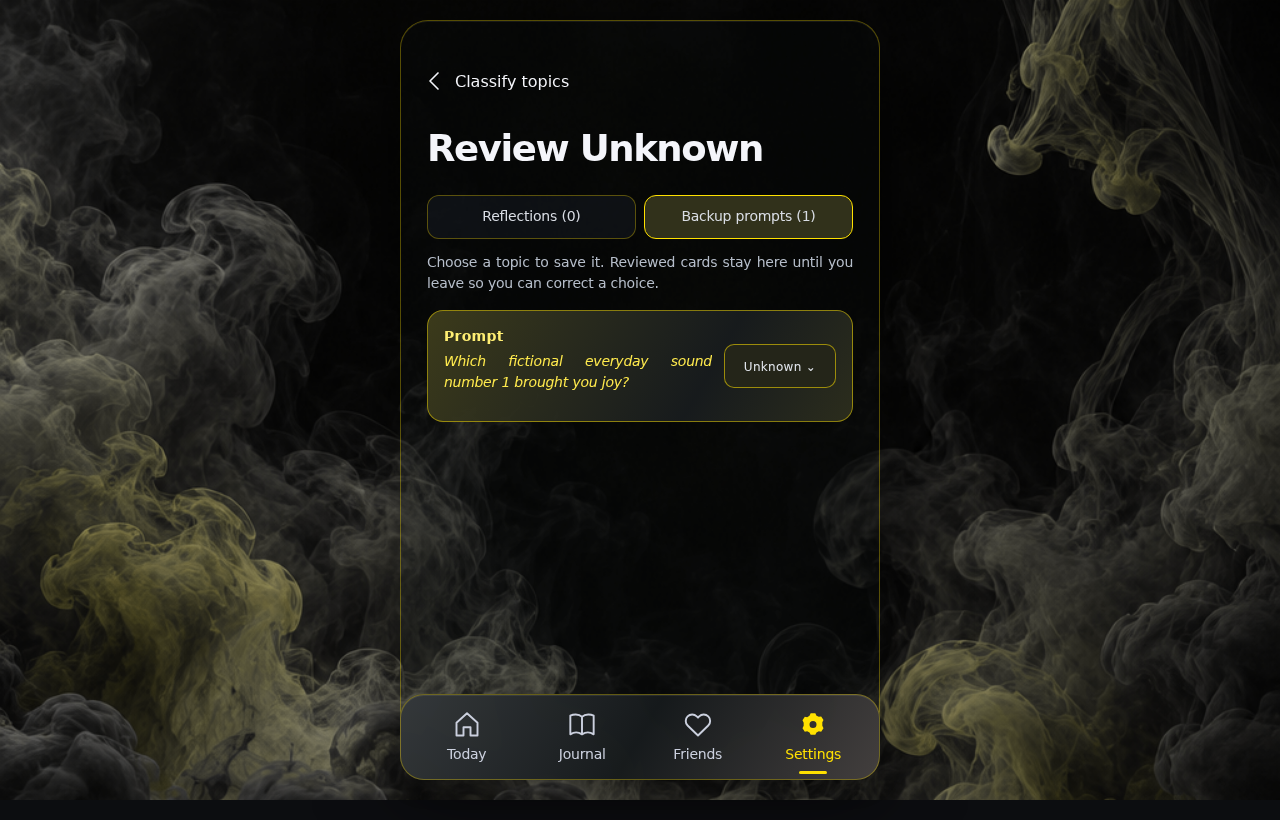 Classify topics
Review Unknown
Reflections (0)
Backup prompts (1)
Choose a topic to save it. Reviewed cards stay here until you
leave so you can correct a choice.
Prompt
Which fictional everyday sound
number 1 brought you joy?
Unknown ⌄
Today
Journal
Friends
Settings